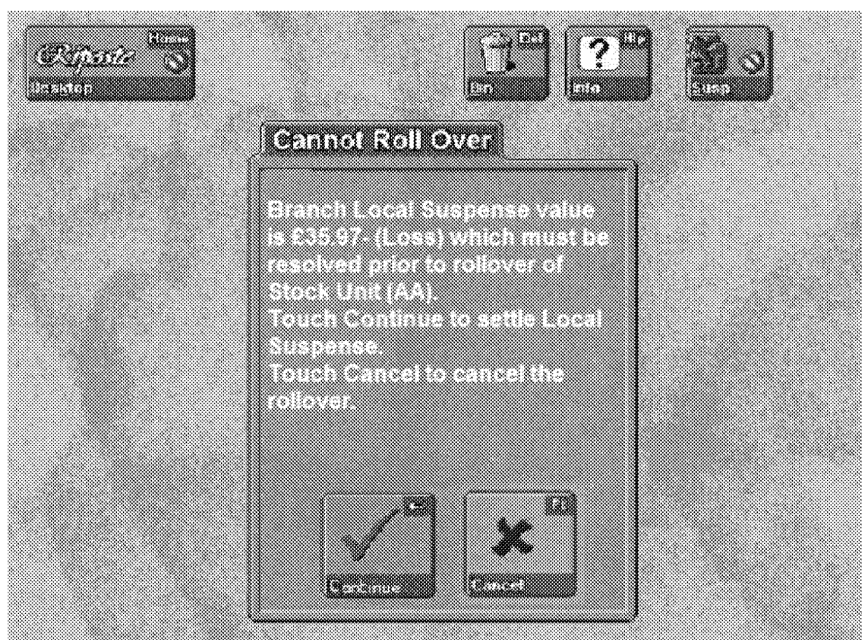 Riposte
Home
Desktop
Del
Bin
Hlp
Info
Susp
Cannot Roll Over
Branch Local Suspense value
is £35.97- (Loss) which must be
resolved prior to rollover of
Stock Unit (AA).
Touch Continue to settle Local
Suspense.
Touch Cancel to cancel the
rollover.
Continue
Cancel